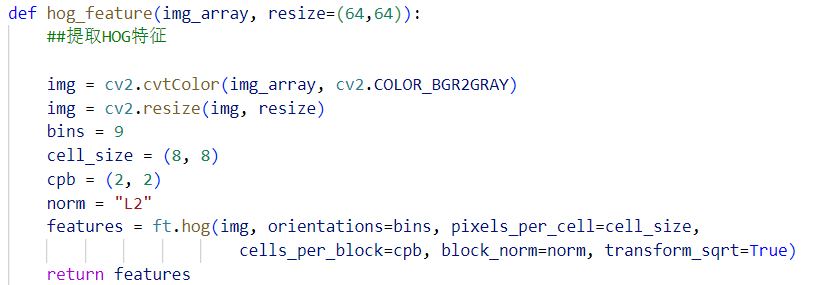 def hog_feature(img_array, resize=(64,64)):
##提取HOG特征
img = cv2.cvtColor(img_array, cv2.COLOR_BGR2GRAY)
img = cv2.resize(img, resize)
bins = 9
cell_size = (8, 8)
cpb = (2, 2)
norm = "L2"
features = ft.hog(img, orientations=bins, pixels_per_cell=cell_size,
cells_per_block=cpb, block_norm=norm, transform_sqrt=True)
return features